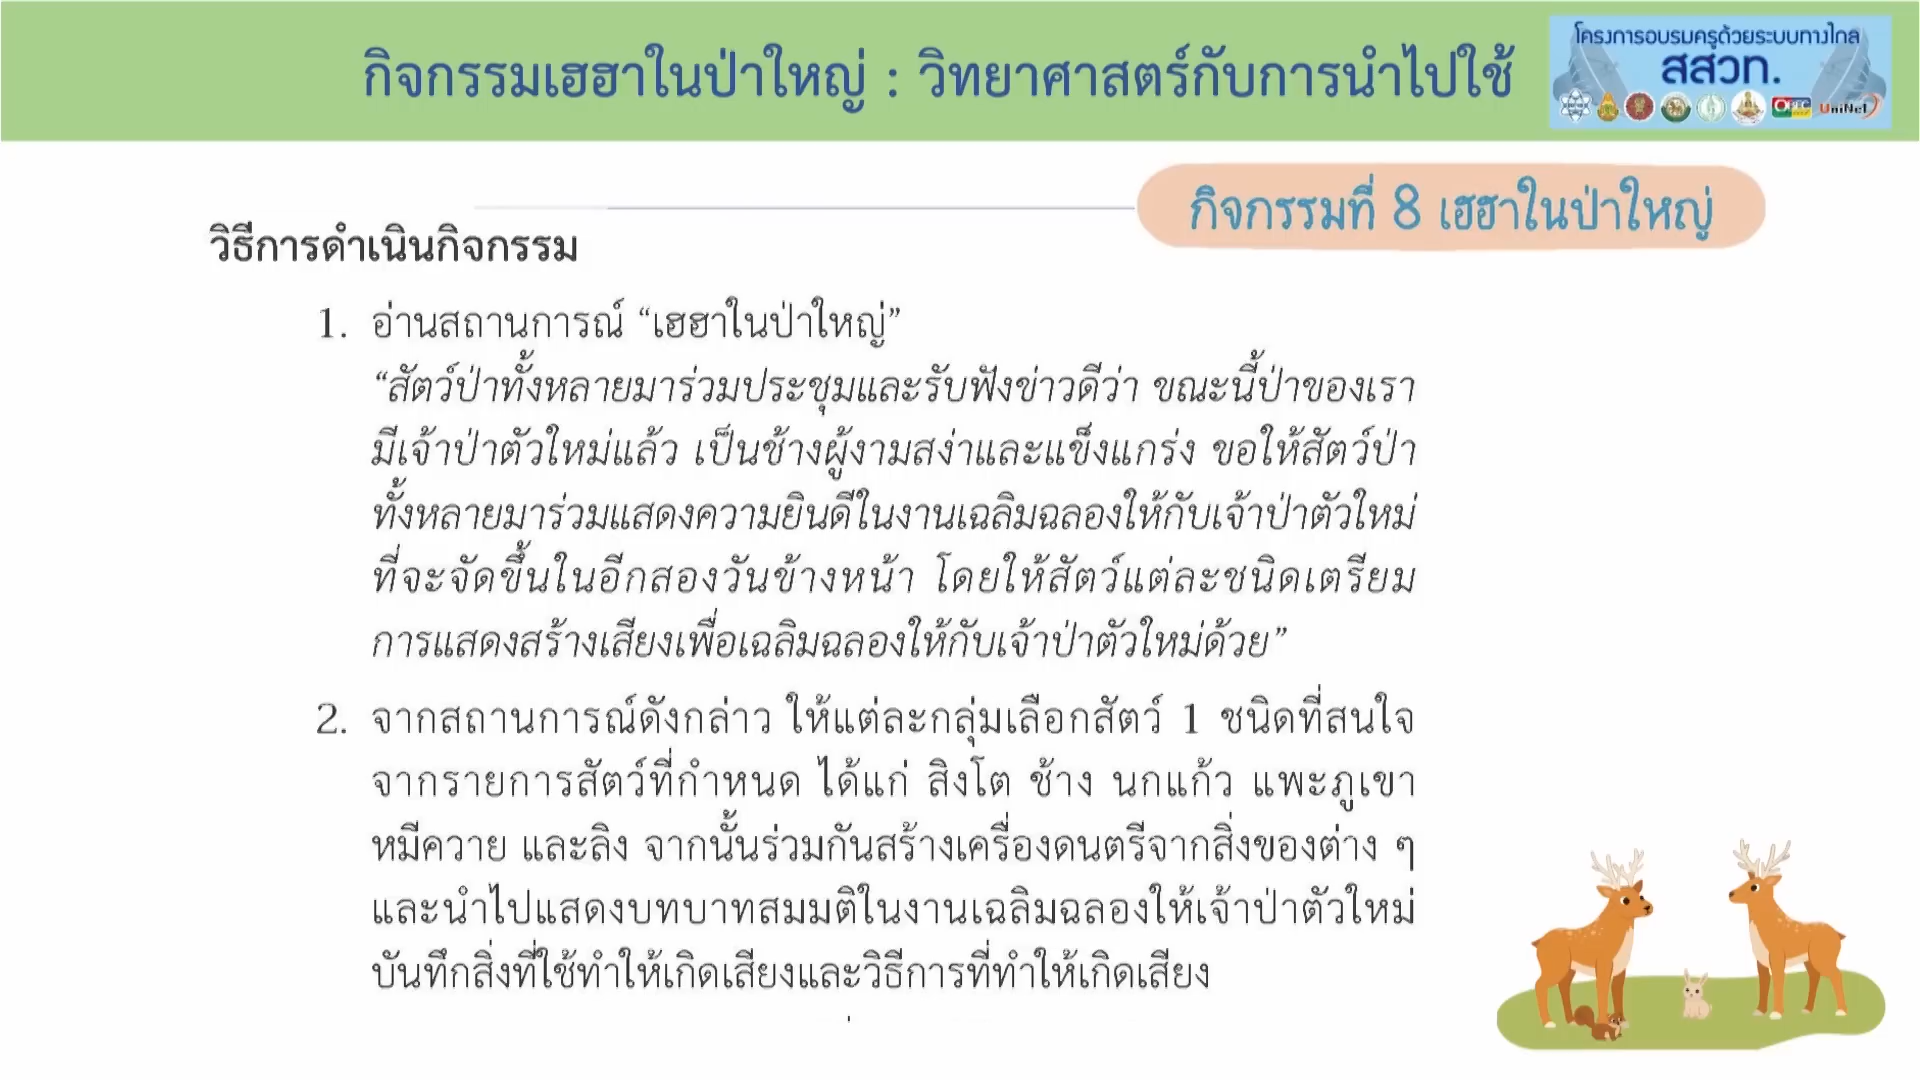 กิจกรรมเฮฮาในป่าใหญ่ : วิทยาศาสตร์กับการนำไปใช้
โครงการอบรมครูด้วยระบบทางไกล
สสวท.
OBEC
UniNet
กิจกรรมที่ 8 เฮฮาในป่าใหญ่
วิธีการดำเนินกิจกรรม
1. อ่านสถานการณ์ “เฮฮาในป่าใหญ่”
“สัตว์ป่าทั้งหลายมาร่วมประชุมและรับฟังข่าวดีว่า ขณะนี้ป่าของเรา
มีเจ้าป่าตัวใหม่แล้ว เป็นช้างผู้งามสง่าและแข็งแกร่ง ขอให้สัตว์ป่า
ทั้งหลายมาร่วมแสดงความยินดีในงานเฉลิมฉลองให้กับเจ้าป่าตัวใหม่
ที่จะจัดขึ้นในอีกสองวันข้างหน้า โดยให้สัตว์แต่ละชนิดเตรียม
การแสดงสร้างเสียงเพื่อเฉลิมฉลองให้กับเจ้าป่าตัวใหม่ด้วย”
2. จากสถานการณ์ดังกล่าว ให้แต่ละกลุ่มเลือกสัตว์ 1 ชนิดที่สนใจ
จากรายการสัตว์ที่กำหนด ได้แก่ สิงโต ช้าง นกแก้ว แพะภูเขา
หมีควาย และลิง จากนั้นร่วมกันสร้างเครื่องดนตรีจากสิ่งของต่าง ๆ
และนำไปแสดงบทบาทสมมติในงานเฉลิมฉลองให้เจ้าป่าตัวใหม่
บันทึกสิ่งที่ใช้ทำให้เกิดเสียงและวิธีการที่ทำให้เกิดเสียง